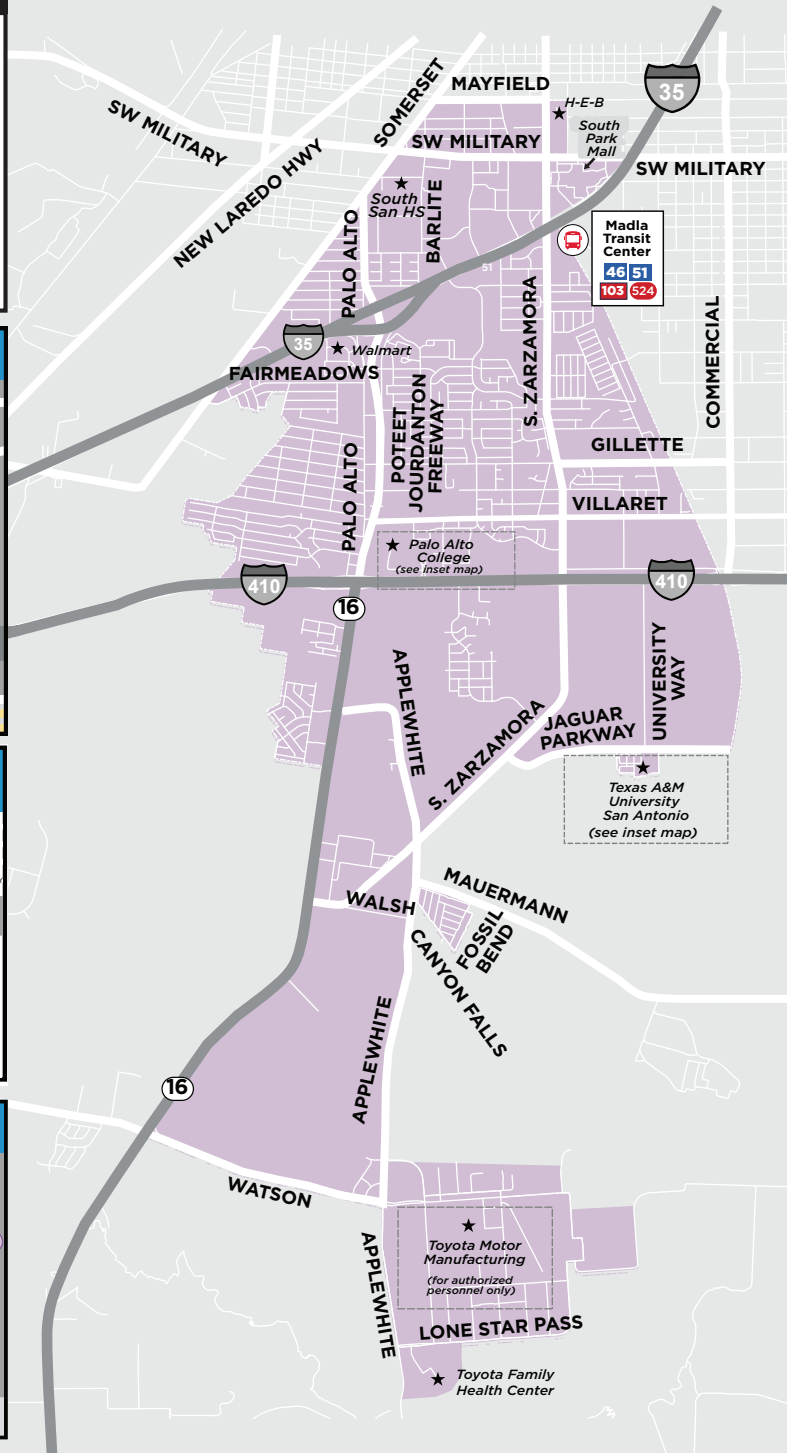 MAYFIELD
35
H-E-B
SOMERSET
SW MILITARY
SW MILITARY
South
Park
Mall
SW MILITARY
NEW LAREDO HWY
South
San HS
BARLITE
PALO ALTO
Madla
Transit
Center
46 51
103 524
51
S. ZARZAMORA
COMMERCIAL
35
Walmart
FAIRMEADOWS
POTEET
JOURDANTON
FREEWAY
GILLETTE
PALO ALTO
VILLARET
Palo Alto
College
(see inset map)
410
410
16
APPLEWHITE
UNIVERSITY
WAY
S. ZARZAMORA
JAGUAR
PARKWAY
Texas A&M
University
San Antonio
(see inset map)
WALSH
MAUERMANN
FOSSIL
BEND
CANYON FALLS
APPLEWHITE
16
WATSON
APPLEWHITE
Toyota Motor
Manufacturing
(for authorized
personnel only)
LONE STAR PASS
Toyota Family
Health Center